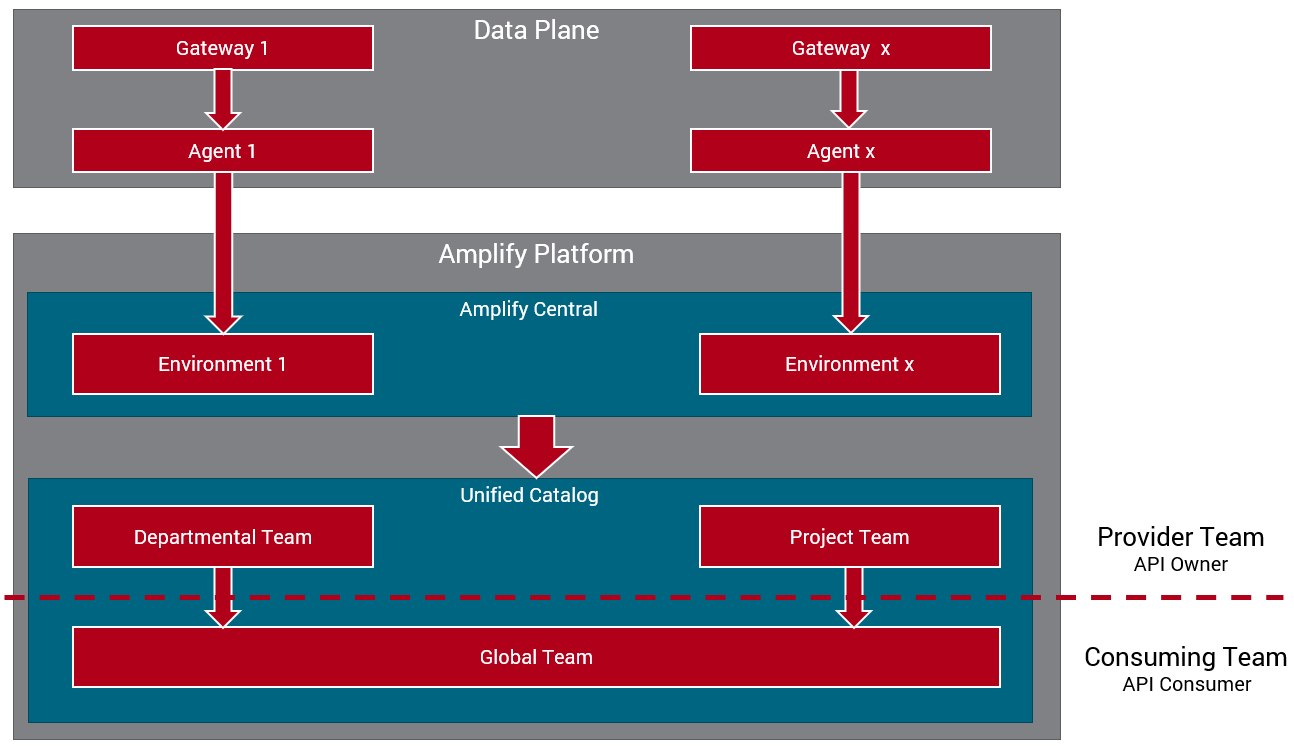 Data Plane
Gateway 1
Gateway x
Agent 1
Agent x
Amplify Platform
Amplify Central
Environment 1
Environment x
Unified Catalog
Departmental Team
Project Team
Provider Team
API Owner
Global Team
Consuming Team
API Consumer